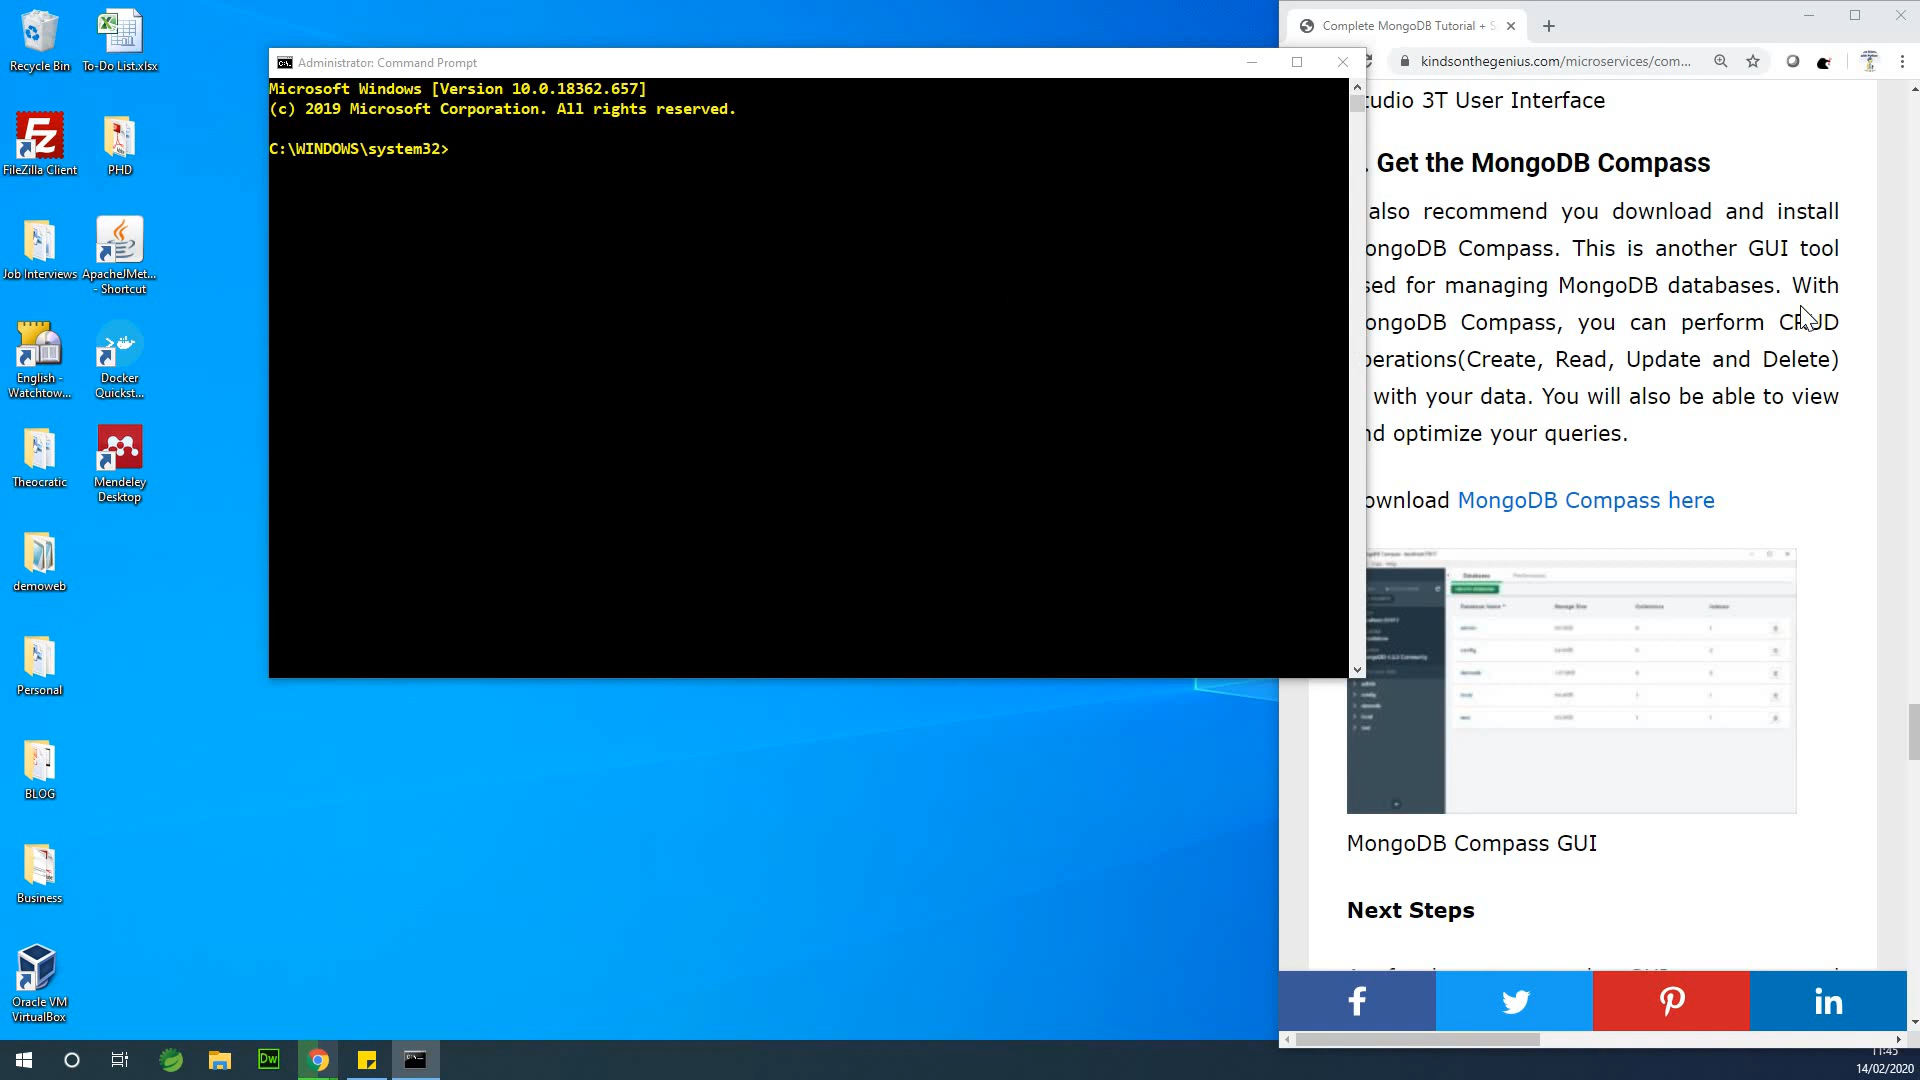 Recycle Bin
To-Do List.xlsx
FileZilla Client
PHD
Job Interviews
ApacheJMet...
- Shortcut
English -
Watchtow...
Docker
Quickst...
Theocratic
Mendeley
Desktop
demoweb
Personal
BLOG
Business
Oracle VM
VirtualBox
Administrator: Command Prompt
Microsoft Windows [Version 10.0.18362.657]
(c) 2019 Microsoft Corporation. All rights reserved.
C:\WINDOWS\system32>
Complete MongoDB Tutorial + S
kindsonthegenius.com/microservices/com...
tudio 3T User Interface
. Get the MongoDB Compass
also recommend you download and install
ongoDB Compass. This is another GUI tool
sed for managing MongoDB databases. With
ongoDB Compass, you can perform CRUD
perations(Create, Read, Update and Delete)
with your data. You will also be able to view
nd optimize your queries.
ownload MongoDB Compass here
MongoDB Compass GUI
Next Steps
Dw
11:45
14/02/2020